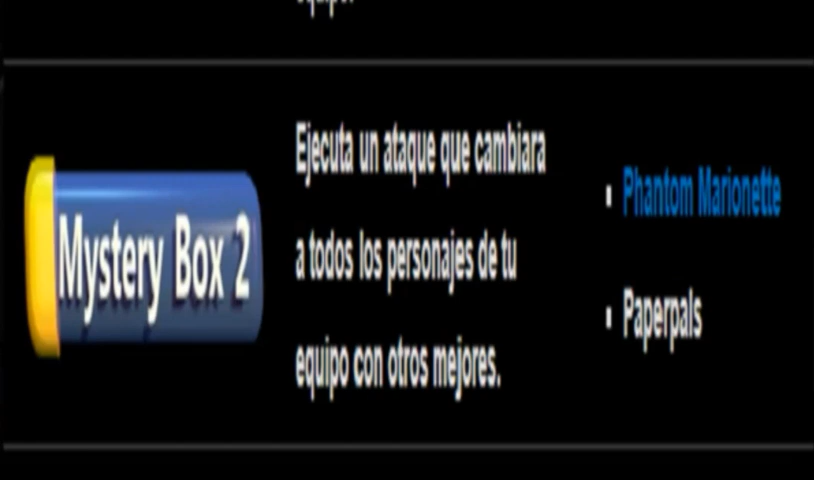 equipo.
Mystery Box 2
Ejecuta un ataque que cambiara
a todos los personajes de tu
equipo con otros mejores.
Phantom Marionette
Paperpals